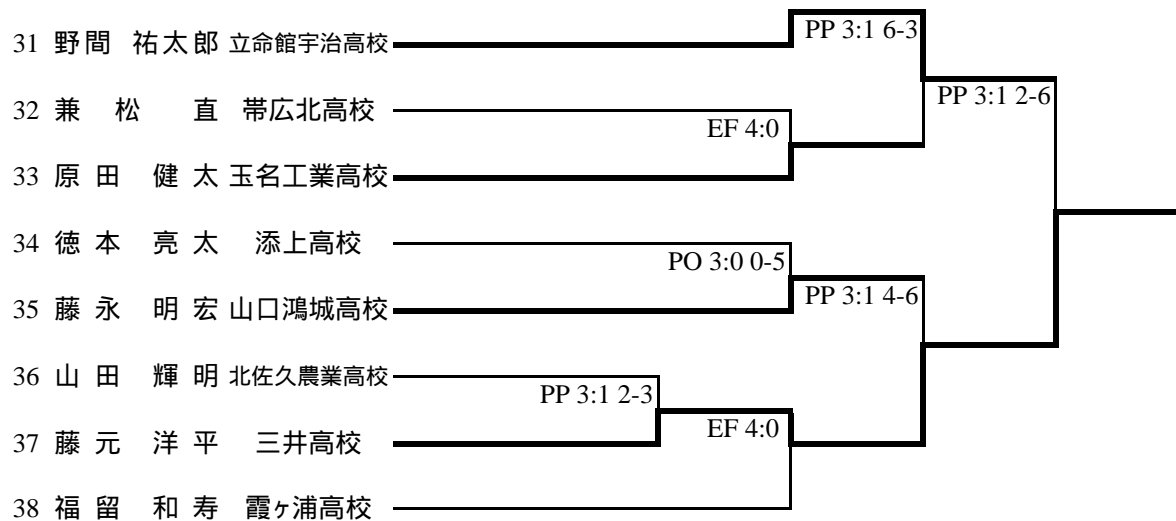 31 野間 祐太郎 立命館宇治高校
PP 3:1 6-3
32 兼 松 直 帯広北高校
EF 4:0
PP 3:1 2-6
33 原 田 健 太 玉名工業高校
34 徳 本 亮 太 添上高校
PO 3:0 0-5
35 藤 永 明 宏 山口鴻城高校
PP 3:1 4-6
36 山 田 輝 明 北佐久農業高校
PP 3:1 2-3
37 藤 元 洋 平 三井高校
EF 4:0
38 福 留 和 寿 霞ヶ浦高校